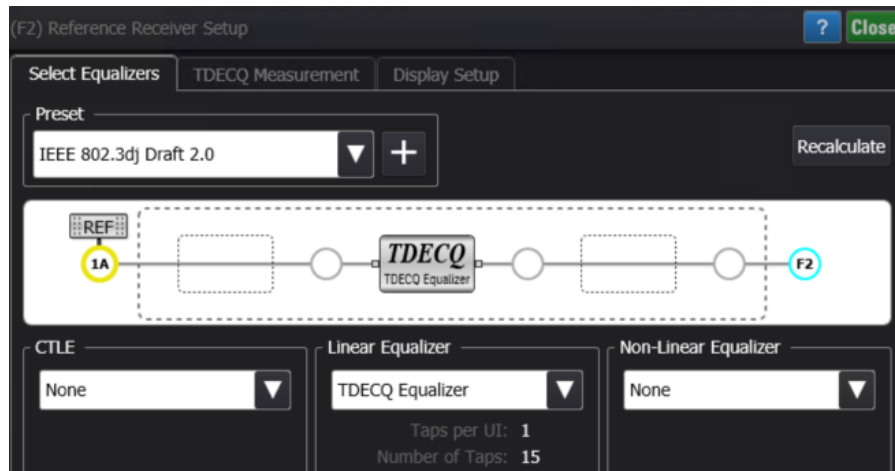 (F2) Reference Receiver Setup
? Close
Select Equalizers TDECQ Measurement Display Setup
Preset
IEEE 802.3dj Draft 2.0
+
Recalculate
REF
1A
TDECQ
TDECQ Equalizer
F2
CTLE
None
Linear Equalizer
TDECQ Equalizer
Taps per UI: 1
Number of Taps: 15
Non-Linear Equalizer
None